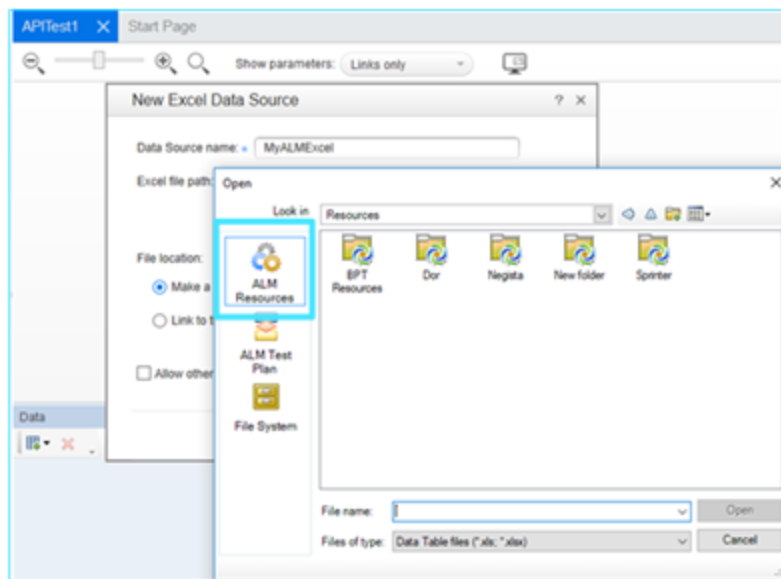 APITest1
Start Page
Show parameters: Links only
New Excel Data Source
Data Source name: MyALMExcel
Excel file path:
Open
Look in Resources
File location:
Make a
Link to t
Allow other
ALM
Resources
ALM Test
Plan
File System
BPT
Resources
Dor
Negista
New folder
Sprinter
Data
File name:
Open
Files of type: Data Table files (*.xls; *.xlsx)
Cancel